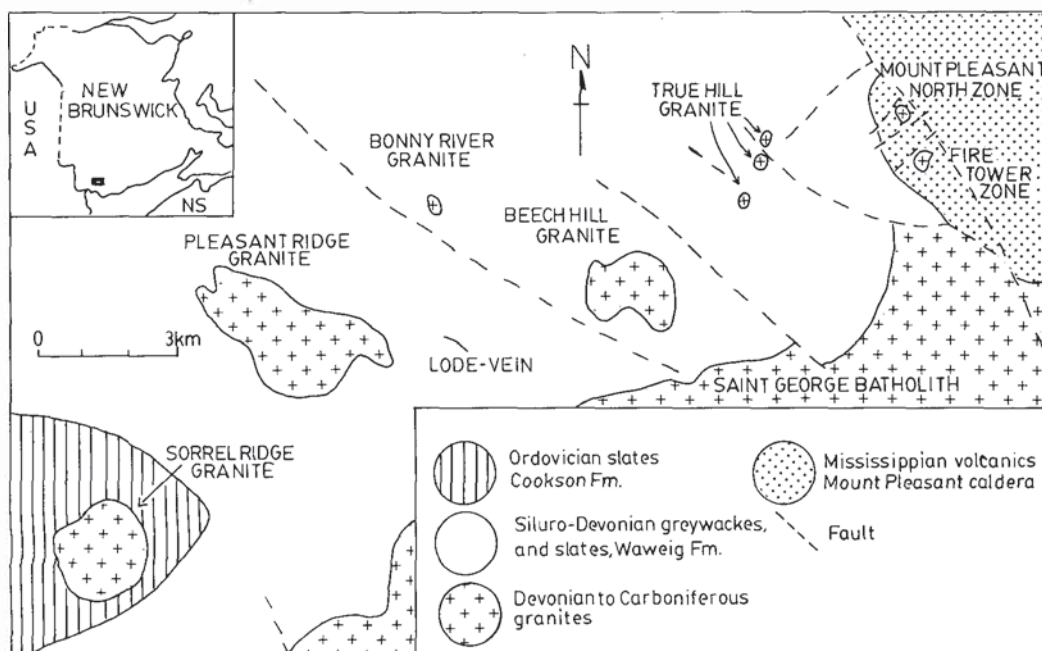 U
S
A
NEW
BRUNSWICK
NS
N
BONNY RIVER
GRANITE
TRUE HILL
GRANITE
MOUNT PLEASANT
NORTH ZONE
FIRE
TOWER
ZONE
BEECH HILL
GRANITE
PLEASANT RIDGE
GRANITE
0 3km
LODE-VEIN
SAINT GEORGE BATHOLITH
SORREL RIDGE
GRANITE
Ordovician slates
Cookson Fm.
Siluro-Devonian greywackes,
and slates, Waweig Fm.
Devonian to Carboniferous
granites
Mississippian volcanics
Mount Pleasant caldera
Fault